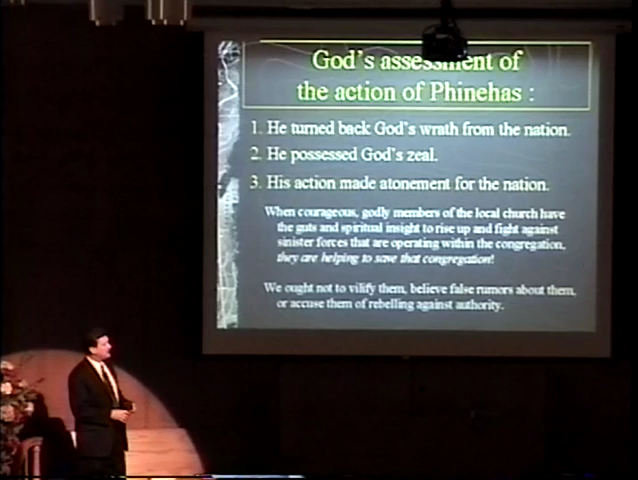 God's assessment of
the action of Phinehas :
1. He turned back God's wrath from the nation.
2. He possessed God's zeal.
3. His action made atonement for the nation.
When courageous, godly members of the local church have
the guts and spiritual insight to rise up and fight against
sinister forces that are operating within the congregation,
they are helping to save that congregation!
We ought not to vilify them, believe false rumors about them,
or accuse them of rebelling against authority.